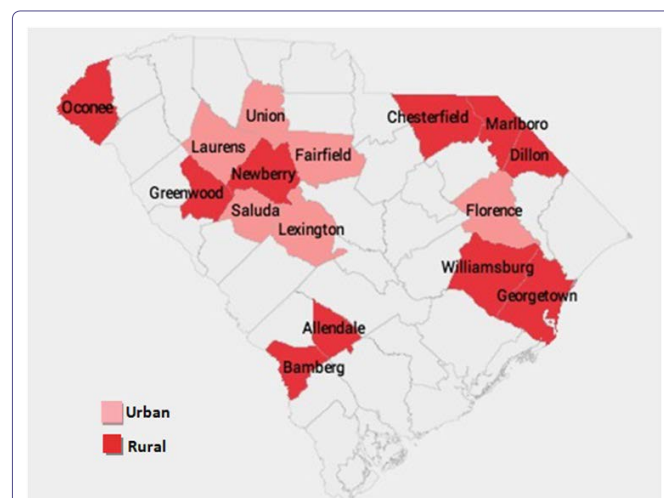 Oconee
Union
Chesterfield
Marlboro
Laurens
Fairfield
Dillon
Newberry
Greenwood
Saluda
Florence
Lexington
Williamsburg
Georgetown
Allendale
Bamberg
Urban
Rural